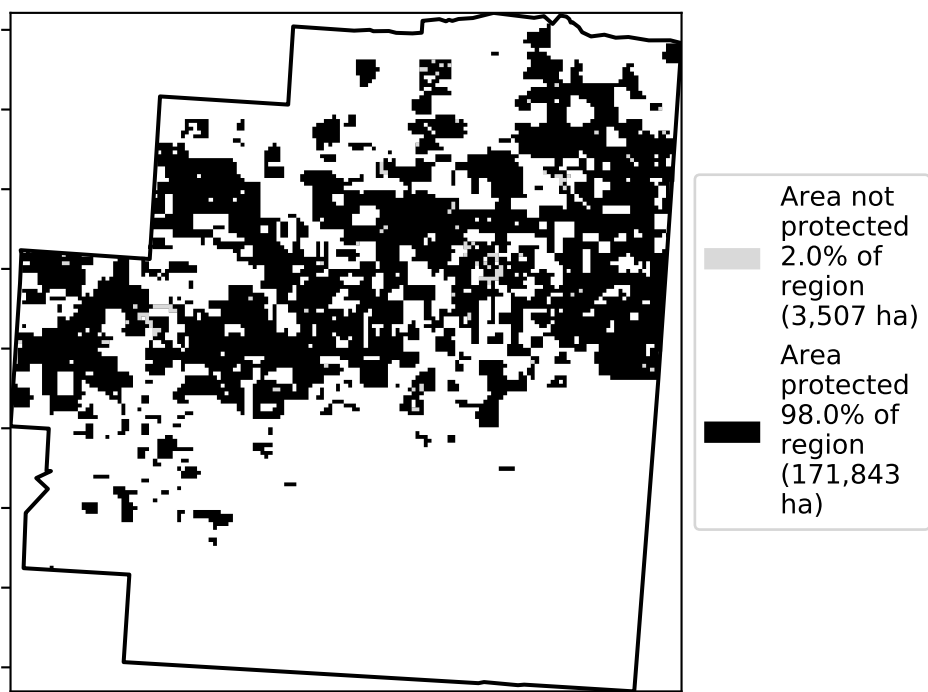 Area not
protected
2.0% of
region
(3,507 ha)
Area
protected
98.0% of
region
(171,843
ha)